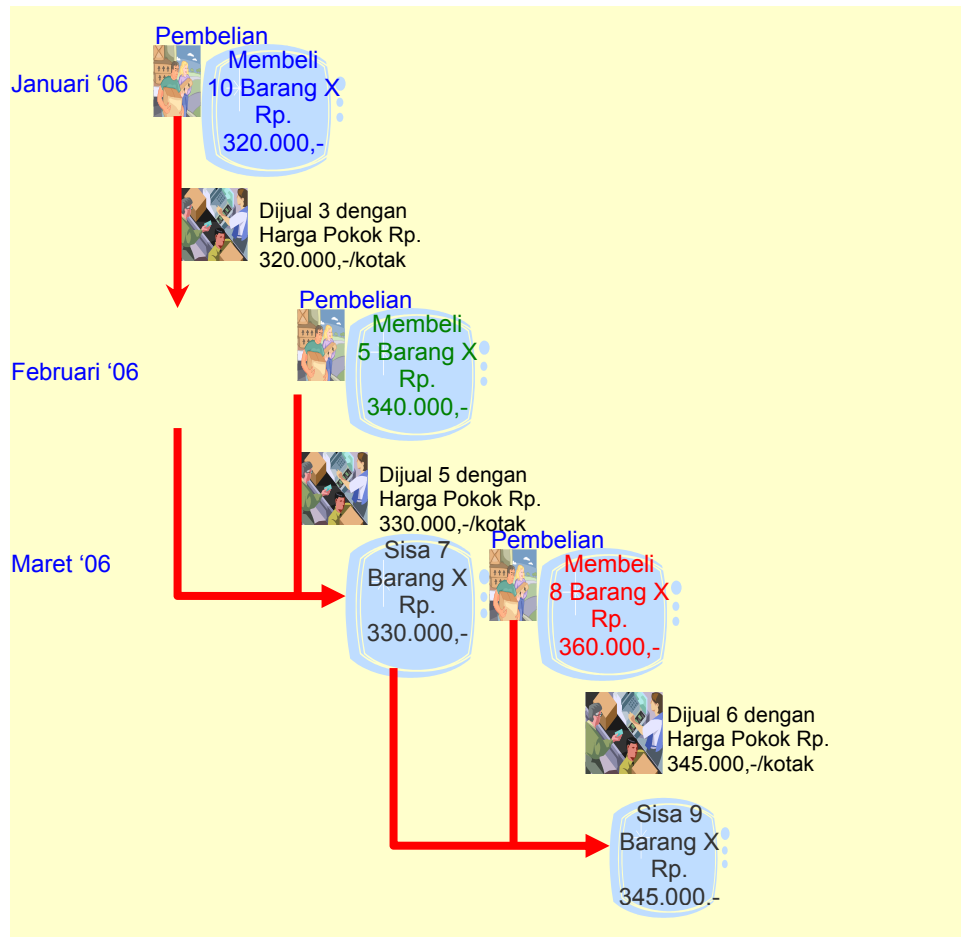 Pembelian
Januari ‘06
Membeli
10 Barang X
Rp.
320.000,-
Dijual 3 dengan
Harga Pokok Rp.
320.000,-/kotak
Pembelian
Februari ‘06
Membeli
5 Barang X
Rp.
340.000,-
Dijual 5 dengan
Harga Pokok Rp.
330.000,-/kotak
Maret ‘06
Sisa 7
Barang X
Rp.
330.000,-
Pembelian
Membeli
8 Barang X
Rp.
360.000,-
Dijual 6 dengan
Harga Pokok Rp.
345.000,-/kotak
Sisa 9
Barang X
Rp.
345.000.-